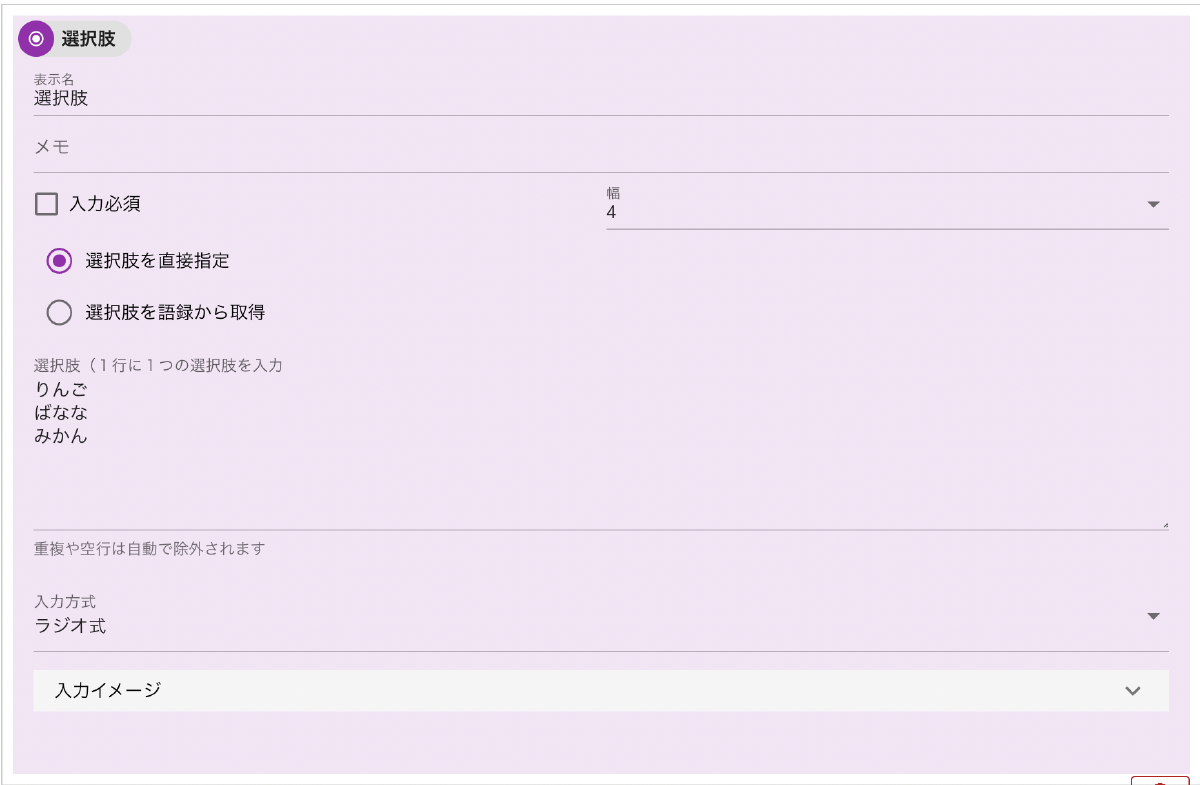 選択肢
表示名
選択肢
メモ
入力必須
幅
4
選択肢を直接指定
選択肢を語録から取得
選択肢（１行に１つの選択肢を入力
りんご
ばなな
みかん
重複や空行は自動で除外されます
入力方式
ラジオ式
入力イメージ